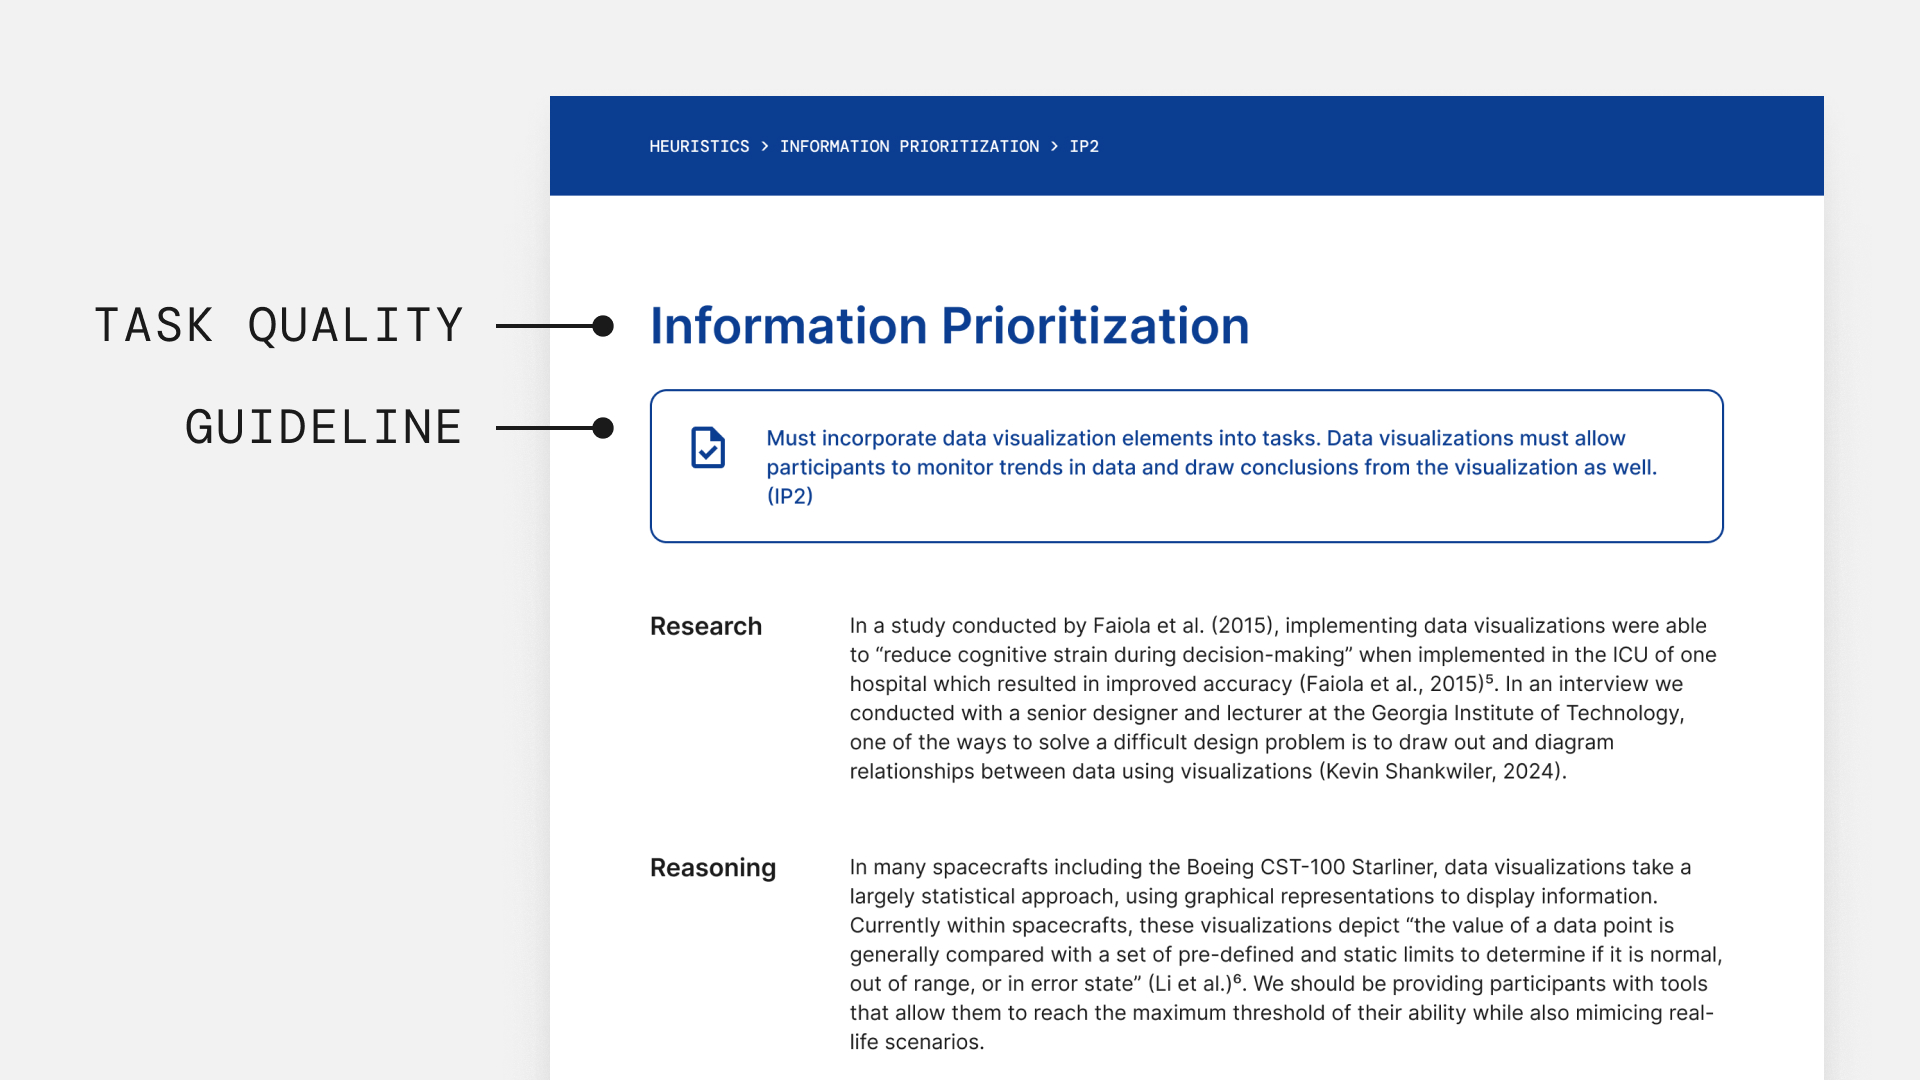 HEURISTICS > INFORMATION PRIORITIZATION > IP2
TASK QUALITY
Information Prioritization
GUIDELINE
Must incorporate data visualization elements into tasks. Data visualizations must allow
participants to monitor trends in data and draw conclusions from the visualization as well.
(IP2)
Research
In a study conducted by Faiola et al. (2015), implementing data visualizations were able
to “reduce cognitive strain during decision-making” when implemented in the ICU of one
hospital which resulted in improved accuracy (Faiola et al., 2015)⁵. In an interview we
conducted with a senior designer and lecturer at the Georgia Institute of Technology,
one of the ways to solve a difficult design problem is to draw out and diagram
relationships between data using visualizations (Kevin Shankwiler, 2024).
Reasoning
In many spacecrafts including the Boeing CST-100 Starliner, data visualizations take a
largely statistical approach, using graphical representations to display information.
Currently within spacecrafts, these visualizations depict “the value of a data point is
generally compared with a set of pre-defined and static limits to determine if it is normal,
out of range, or in error state” (Li et al.)⁶. We should be providing participants with tools
that allow them to reach the maximum threshold of their ability while also mimicing real-
life scenarios.